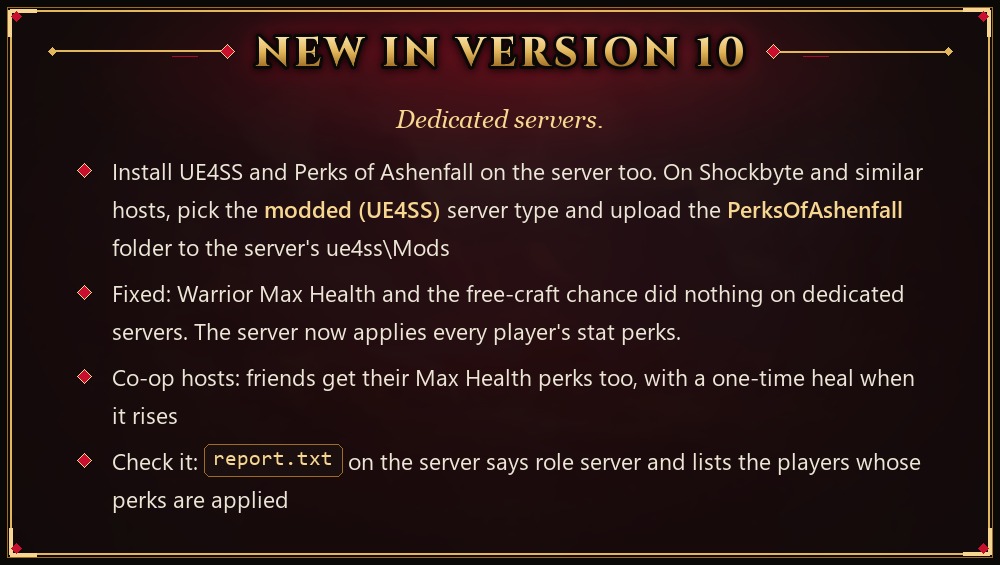 NEW IN VERSION 10
Dedicated servers.
Install UE4SS and Perks of Ashenfall on the server too. On Shockbyte and similar
hosts, pick the modded (UE4SS) server type and upload the PerksOfAshenfall
folder to the server's ue4ss\Mods
Fixed: Warrior Max Health and the free-craft chance did nothing on dedicated
servers. The server now applies every player's stat perks.
Co-op hosts: friends get their Max Health perks too, with a one-time heal when
it rises
Check it: report.txt on the server says role server and lists the players whose
perks are applied